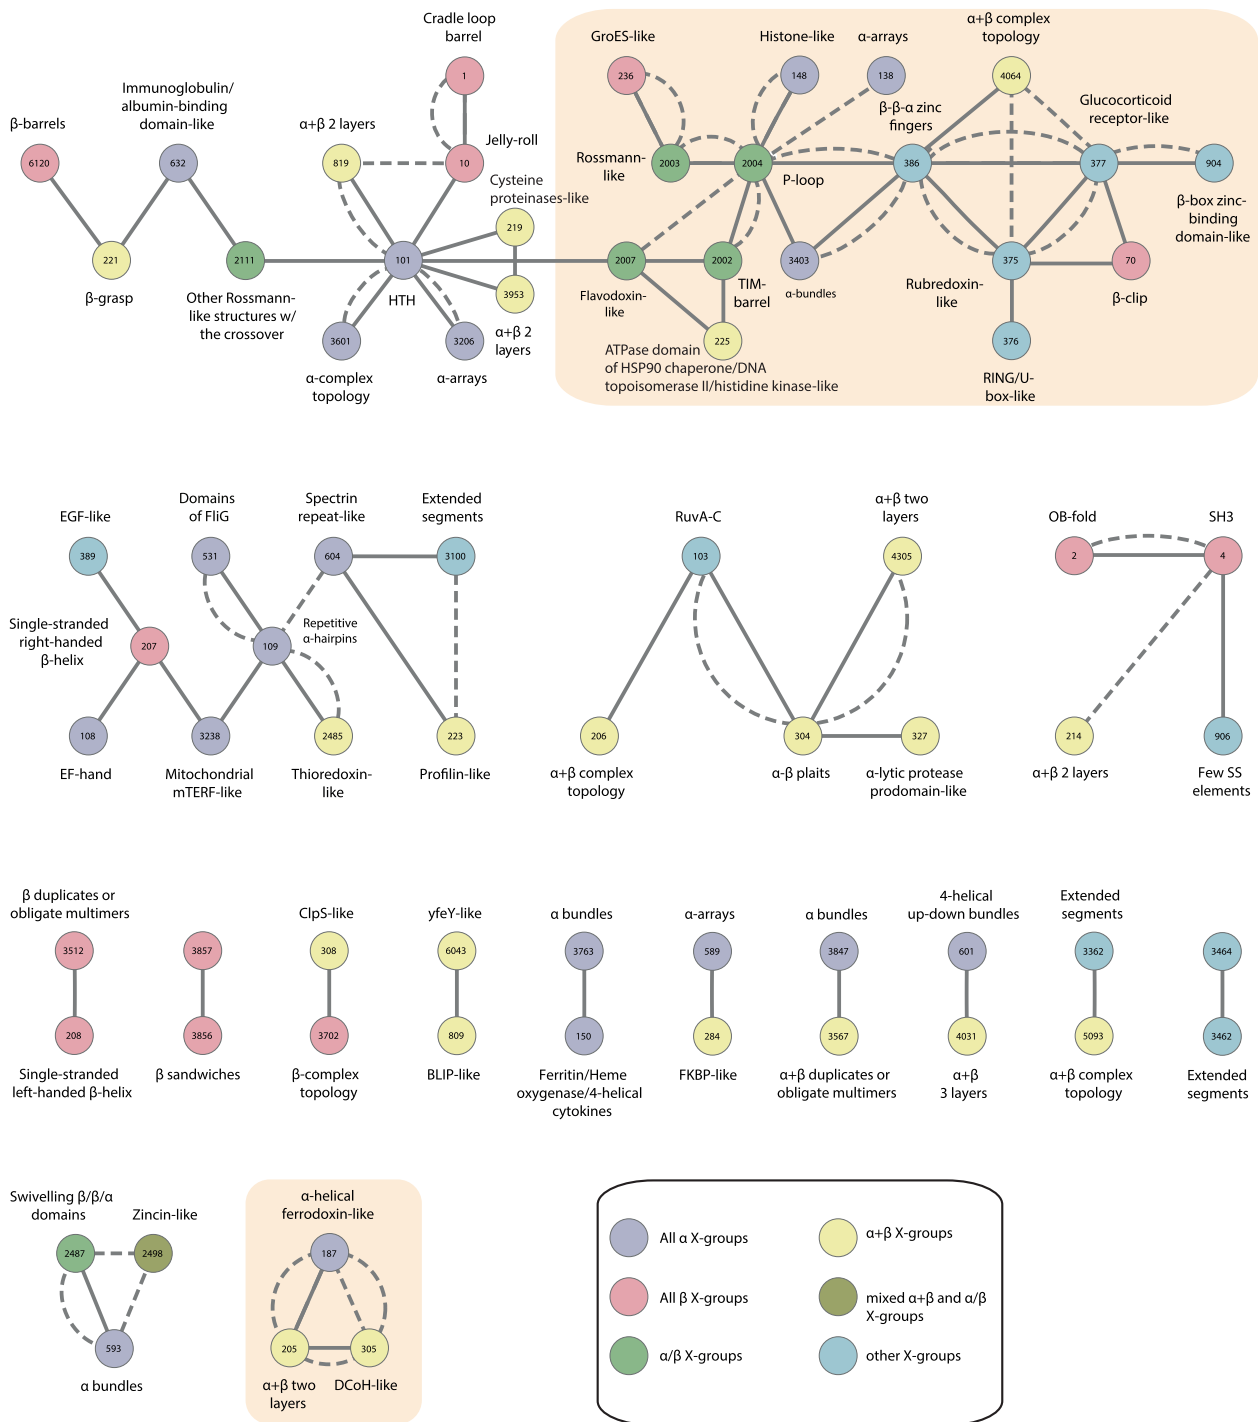 Cradle loop
barrel
1
Immunoglobulin/
albumin-binding
domain-like
β-barrels
α+β 2 layers
Jelly-roll
6120
632
819
10
Cysteine
proteinases-like
219
221
2111
101
3953
β-grasp
Other Rossmann-
like structures w/
the crossover
HTH
α+β 2
layers
3601
3206
α-complex
topology
α-arrays
GroES-like
Histone-like
α-arrays
α+β complex
topology
236
148
138
4064
β-β-α zinc
fingers
Glucocorticoid
receptor-like
Rossmann-
like
2003
2004
P-loop
386
377
904
β-box zinc-
binding
domain-like
2007
2002
3403
375
70
Flavodoxin-
like
TIM-
barrel
α-bundles
Rubredoxin-
like
β-clip
225
376
ATPase domain
of HSP90 chaperone/DNA
topoisomerase II/histidine kinase-like
RING/U-
box-like
EGF-like
Domains
of FliG
Spectrin
repeat-like
Extended
segments
389
531
604
3100
Single-stranded
right-handed
β-helix
207
109
Repetitive
α-hairpins
108
3238
2485
223
EF-hand
Mitochondrial
mTERF-like
Thioredoxin-
like
Profilin-like
RuvA-C
α+β two
layers
103
4305
206
304
327
α+β complex
topology
α-β plaits
α-lytic protease
prodomain-like
OB-fold
SH3
2
4
214
906
α+β 2 layers
Few SS
elements
β duplicates or
obligate multimers
ClpS-like
yfeY-like
α bundles
α-arrays
α bundles
4-helical
up-down bundles
Extended
segments
3512
3857
308
6043
3763
589
3847
601
3362
3464
208
3856
3702
809
150
284
3567
4031
5093
3462
Single-stranded
left-handed β-helix
β sandwiches
β-complex
topology
BLIP-like
Ferritin/Heme
oxygenase/4-helical
cytokines
FKBP-like
α+β duplicates or
obligate multimers
α+β
3 layers
α+β complex
topology
Extended
segments
Swivelling β/β/α
domains
Zincin-like
2487
2498
593
α bundles
α-helical
ferrodoxin-like
187
205
305
α+β two
layers
DCoH-like
All α X-groups
α+β X-groups
All β X-groups
mixed α+β and α/β
X-groups
α/β X-groups
other X-groups